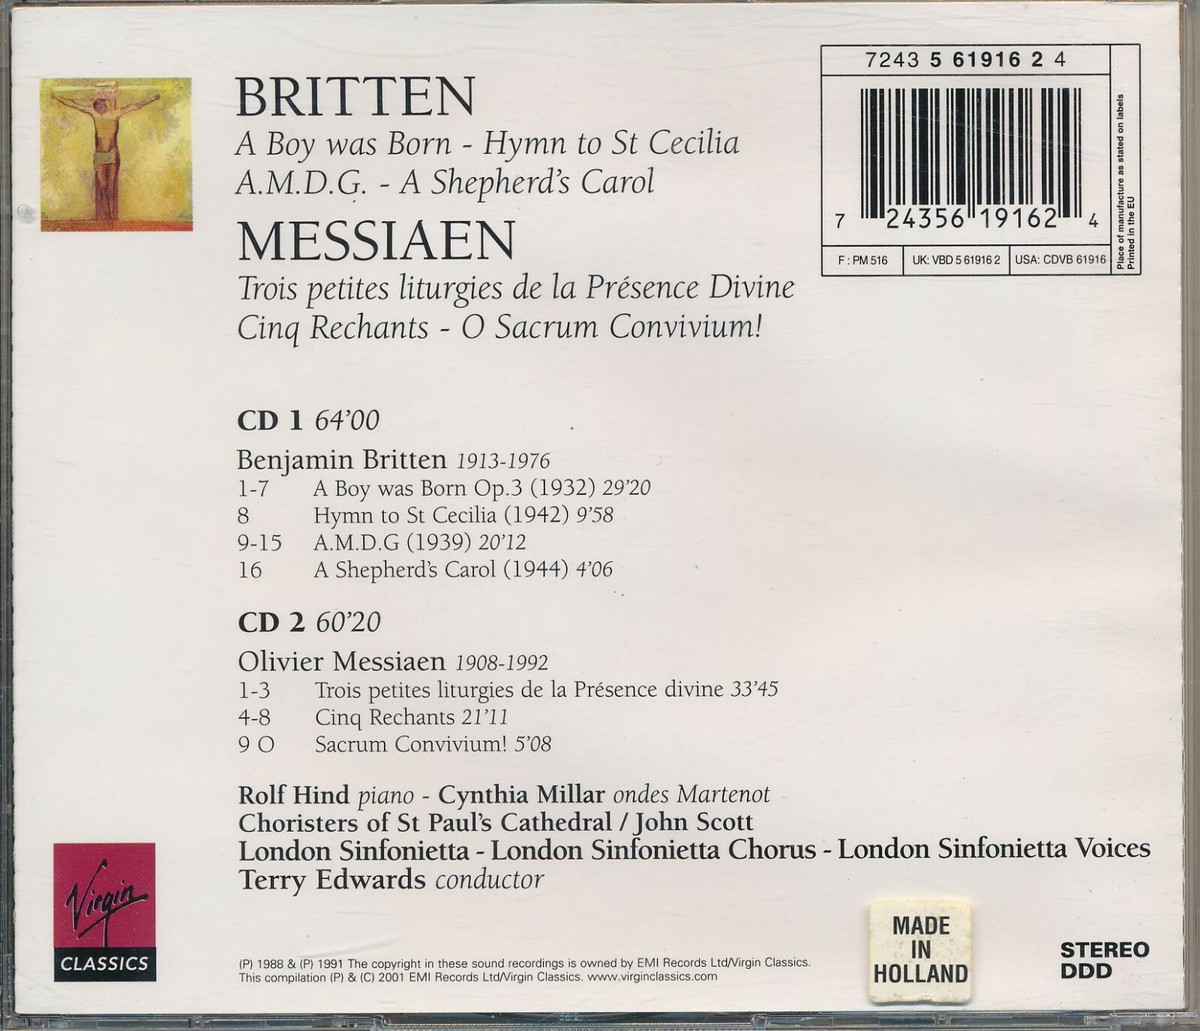 BRITTEN
A Boy was Born - Hymn to St Cecilia
A.M.D.G. - A Shepherd's Carol
MESSIAEN
Trois petites liturgies de la Présence Divine
Cinq Rechants - O Sacrum Convivium!
7243 5 61916 2 4
7 24356 19162 4
F : PM 516
UK: VBD 5 61916 2
USA: CDVB 61916
Place of manufacture as stated on labels
Printed in the EU
CD 1 64'00
Benjamin Britten 1913-1976
1-7 A Boy was Born Op.3 (1932) 29'20
8 Hymn to St Cecilia (1942) 9'58
9-15 A.M.D.G (1939) 20'12
16 A Shepherd's Carol (1944) 4'06
CD 2 60'20
Olivier Messiaen 1908-1992
1-3 Trois petites liturgies de la Présence divine 33'45
4-8 Cinq Rechants 21'11
9 O Sacrum Convivium! 5'08
Rolf Hind piano - Cynthia Millar ondes Martenot
Choristers of St Paul's Cathedral / John Scott
London Sinfonietta - London Sinfonietta Chorus - London Sinfonietta Voices
Terry Edwards conductor
Virgin
CLASSICS
(P) 1988 & (P) 1991 The copyright in these sound recordings is owned by EMI Records Ltd/Virgin Classics.
This compilation (P) & (C) 2001 EMI Records Ltd/Virgin Classics. www.virginclassics.com
MADE
IN
HOLLAND
STEREO
DDD